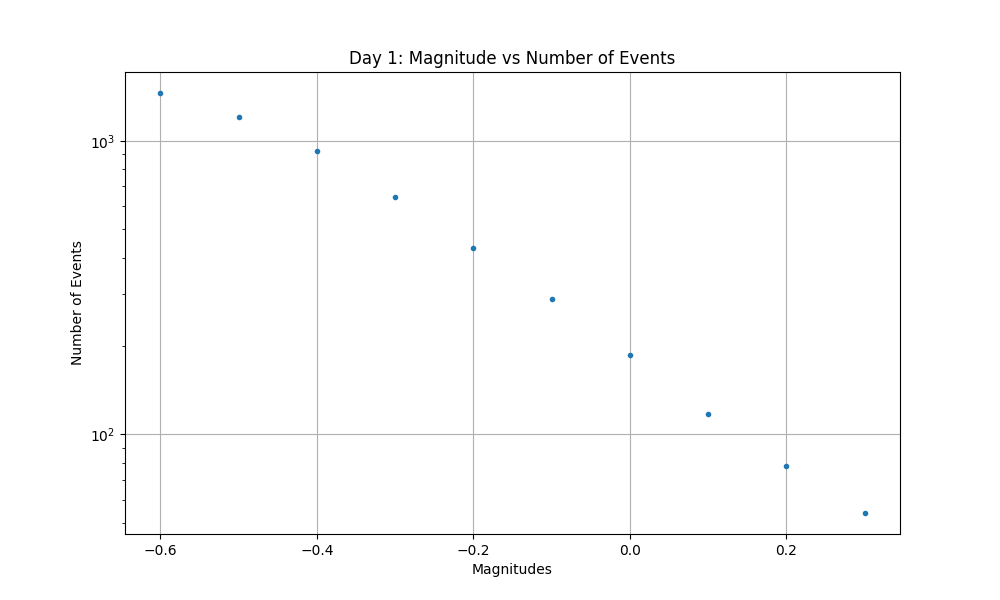 Day 1: Magnitude vs Number of Events
Number of Events
10³
10²
−0.6 −0.4 −0.2 0.0 0.2
Magnitudes